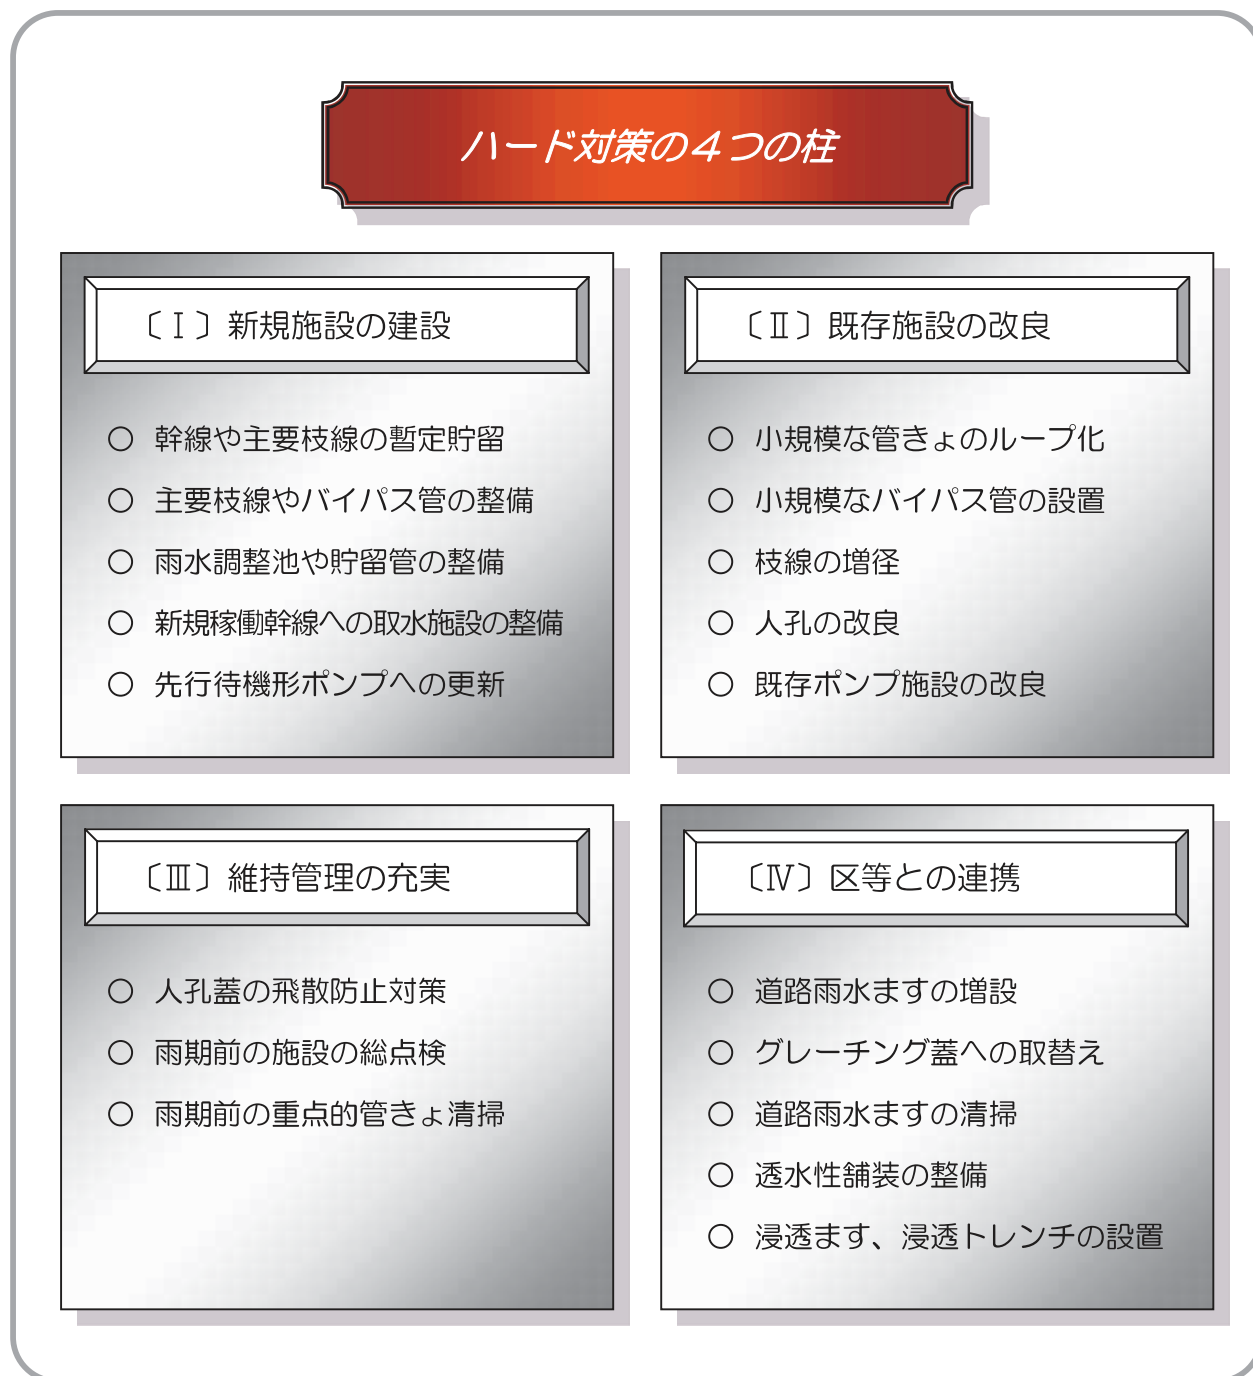 ハード対策の４つの柱
〔Ⅰ〕新規施設の建設
○ 幹線や主要枝線の暫定貯留
○ 主要枝線やバイパス管の整備
○ 雨水調整池や貯留管の整備
○ 新規稼働幹線への取水施設の整備
○ 先行待機形ポンプへの更新
〔Ⅱ〕既存施設の改良
○ 小規模な管きょのループ化
○ 小規模なバイパス管の設置
○ 枝線の増径
○ 人孔の改良
○ 既存ポンプ施設の改良
〔Ⅲ〕維持管理の充実
○ 人孔蓋の飛散防止対策
○ 雨期前の施設の総点検
○ 雨期前の重点的管きょ清掃
〔Ⅳ〕区等との連携
○ 道路雨水ますの増設
○ グレーチング蓋への取替え
○ 道路雨水ますの清掃
○ 透水性舗装の整備
○ 浸透ます、浸透トレンチの設置